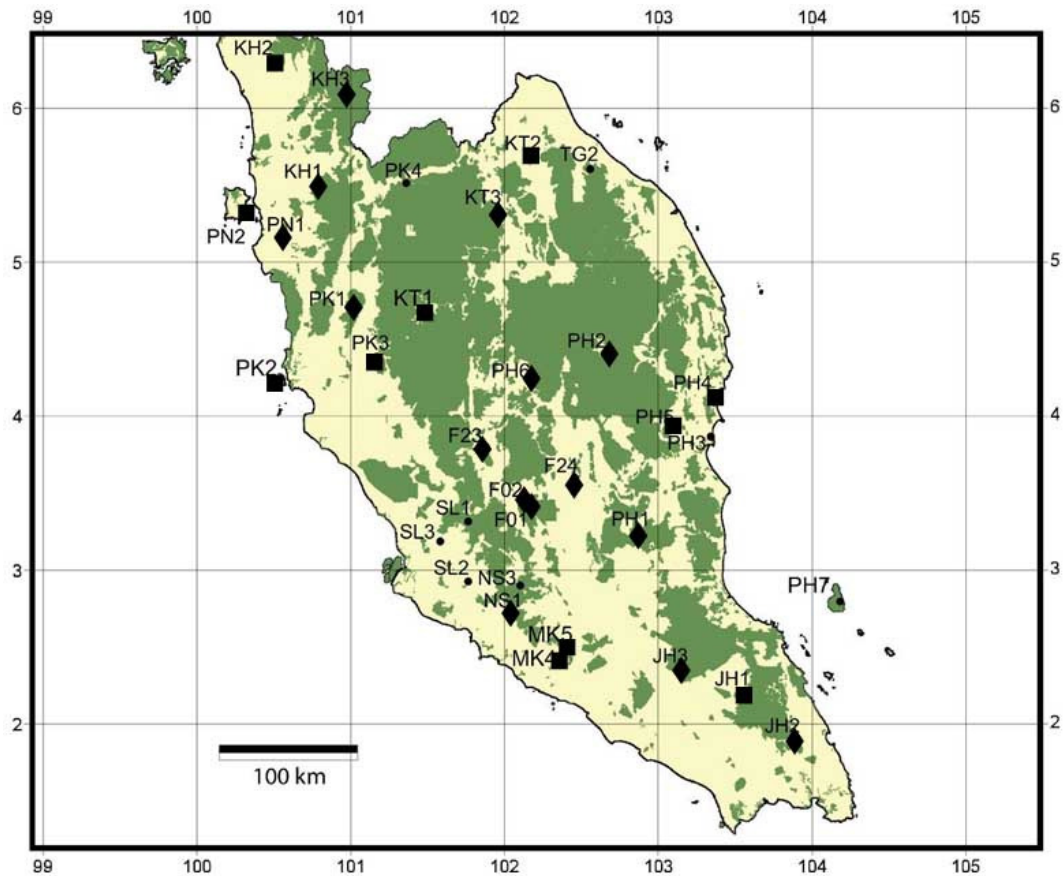 99 100 101 102 103 104 105
KH2
KH3
6 6
KT2
TG2
KH1
PK4
KT3
PN2
PN1
5 5
PK1
KT1
PK3
PH2
PK2
PH6
PH4
4 4
PH5
PH3
F23
F24
F02
F01
SL1
PH1
SL3
3 3
SL2
NS3
PH7
NS1
MK5
MK4
JH3
JH1
2 2
JH2
100 km
99 100 101 102 103 104 105